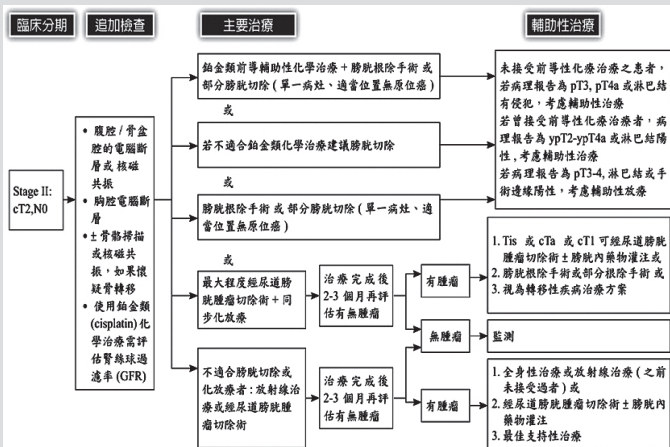 臨床分期
追加檢查
主要治療
輔助性治療
Stage II:
cT2,N0
• 腹腔 / 骨盆
腔的電腦斷
層或 核磁
共振
• 胸腔電腦斷
層
• ±骨骼掃描
或核磁共
振，如果懷
疑骨轉移
• 使用鉑金類
(cisplatin) 化
學治療需評
估腎絲球過
濾率 (GFR)
鉑金類前導輔助性化學治療 + 膀胱根除手術 或
部分膀胱切除 ( 單一病灶、適當位置無原位癌 )
或
若不適合鉑金類化學治療建議膀胱切除
或
膀胱根除手術 或 部分膀胱切除 ( 單一病灶、適
當位置無原位癌 )
或
最大程度經尿道膀
胱腫瘤切除術 + 同
步化放療
治療完成後
2-3 個月再評
估有無腫瘤
有腫瘤
無腫瘤
不適合膀胱切除或
化放療者 : 放射線治
療或經尿道膀胱腫
瘤切除術
治療完成後
2-3 個月再評
估有無腫瘤
有腫瘤
未接受前導性化療治療之患者，
若病理報告為 pT3, pT4a 或淋巴結
有侵犯，考慮輔助性治療
若曾接受前導性化療治療者，病
理報告為 ypT2-ypT4a 或淋巴結陽
性 , 考慮輔助性治療
若病理報告為 pT3-4, 淋巴結或手
術邊緣陽性，考慮輔助性放療
1. Tis 或 cTa 或 cT1 可經尿道膀胱
腫瘤切除術 ± 膀胱內藥物灌注或
2. 膀胱根除手術或部分根除手術 或
3. 視為轉移性疾病治療方案
監測
1. 全身性治療或放射線治療 ( 之前
未接受過者 ) 或
2. 經尿道膀胱腫瘤切除術 ± 膀胱內
藥物灌注
3. 最佳支持性治療